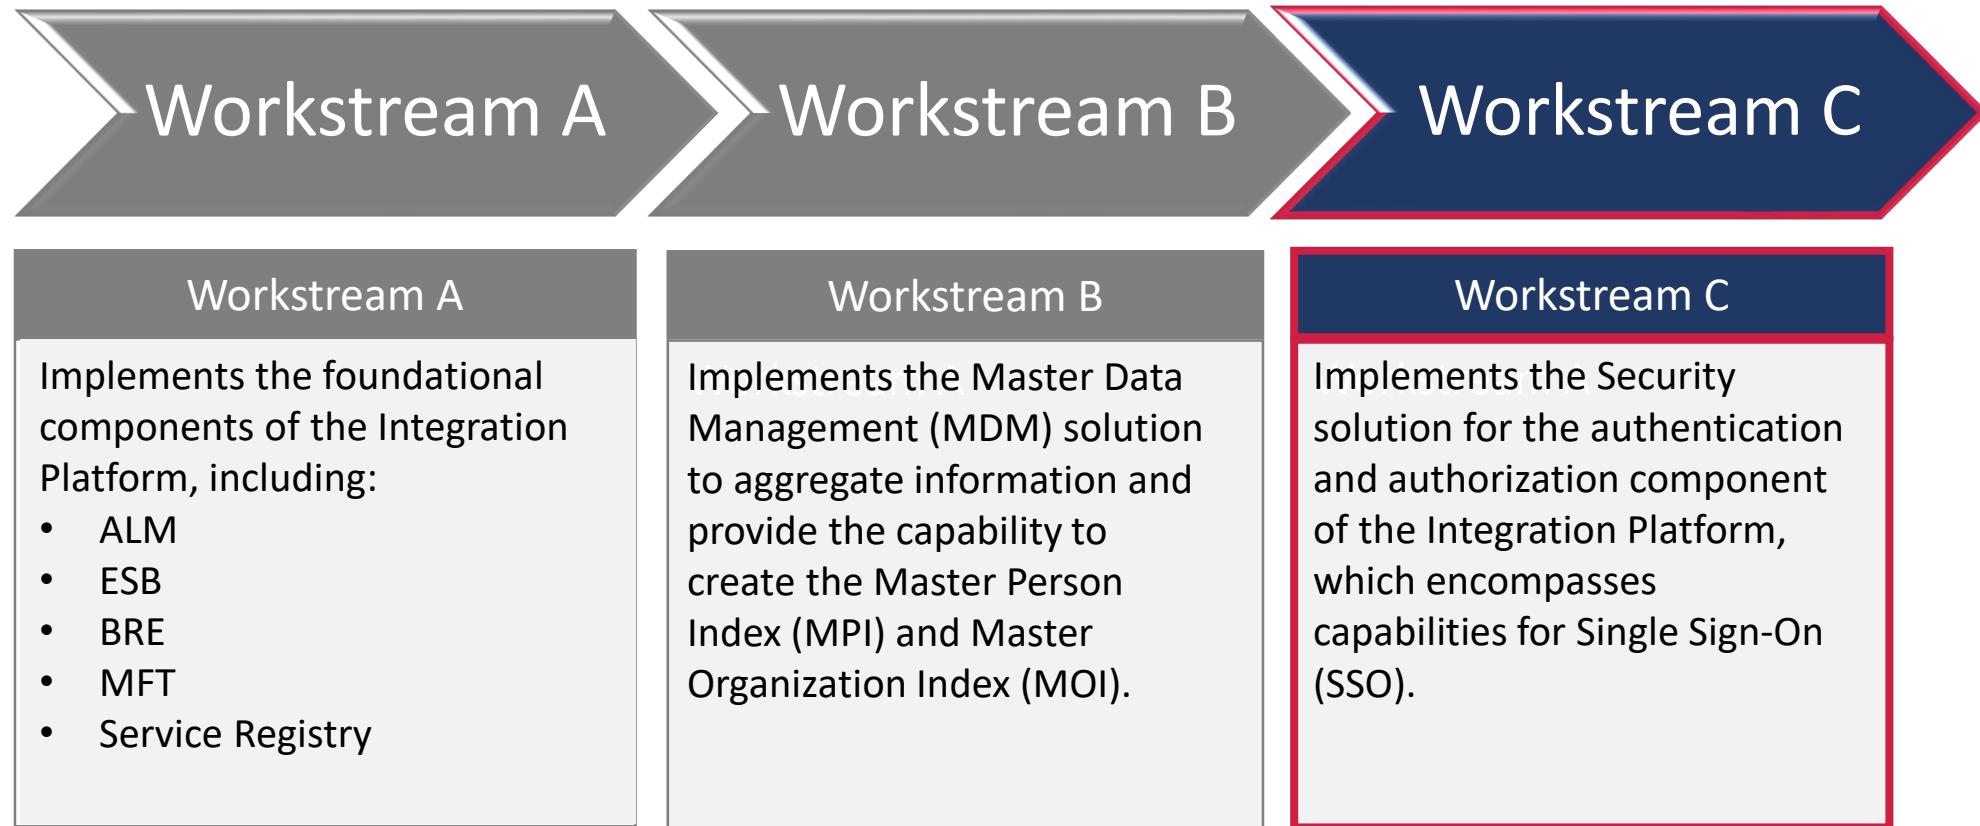 Workstream A
Workstream B
Workstream C
Workstream A
Implements the foundational
components of the Integration
Platform, including:
• ALM
• ESB
• BRE
• MFT
• Service Registry
Workstream B
Implements the Master Data
Management (MDM) solution
to aggregate information and
provide the capability to
create the Master Person
Index (MPI) and Master
Organization Index (MOI).
Workstream C
Implements the Security
solution for the authentication
and authorization component
of the Integration Platform,
which encompasses
capabilities for Single Sign-On
(SSO).